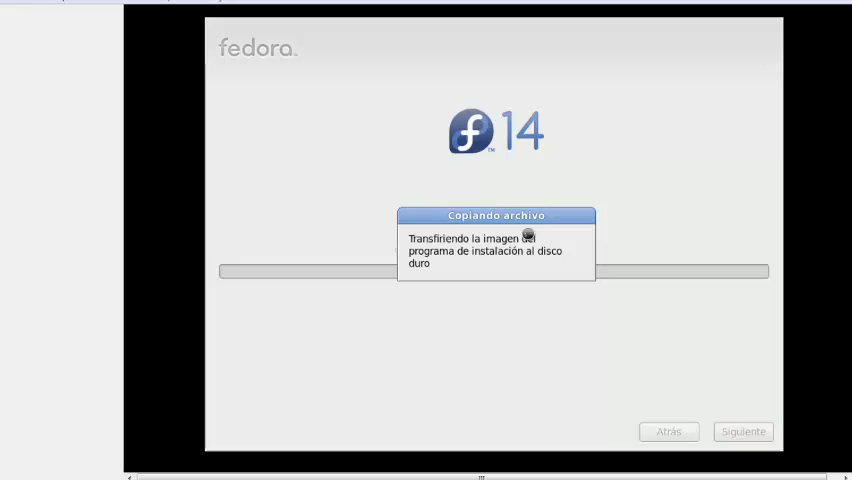 fedora
14
Copiando archivo
Transfiriendo la imagen del
programa de instalación al disco
duro
Atrás Siguiente